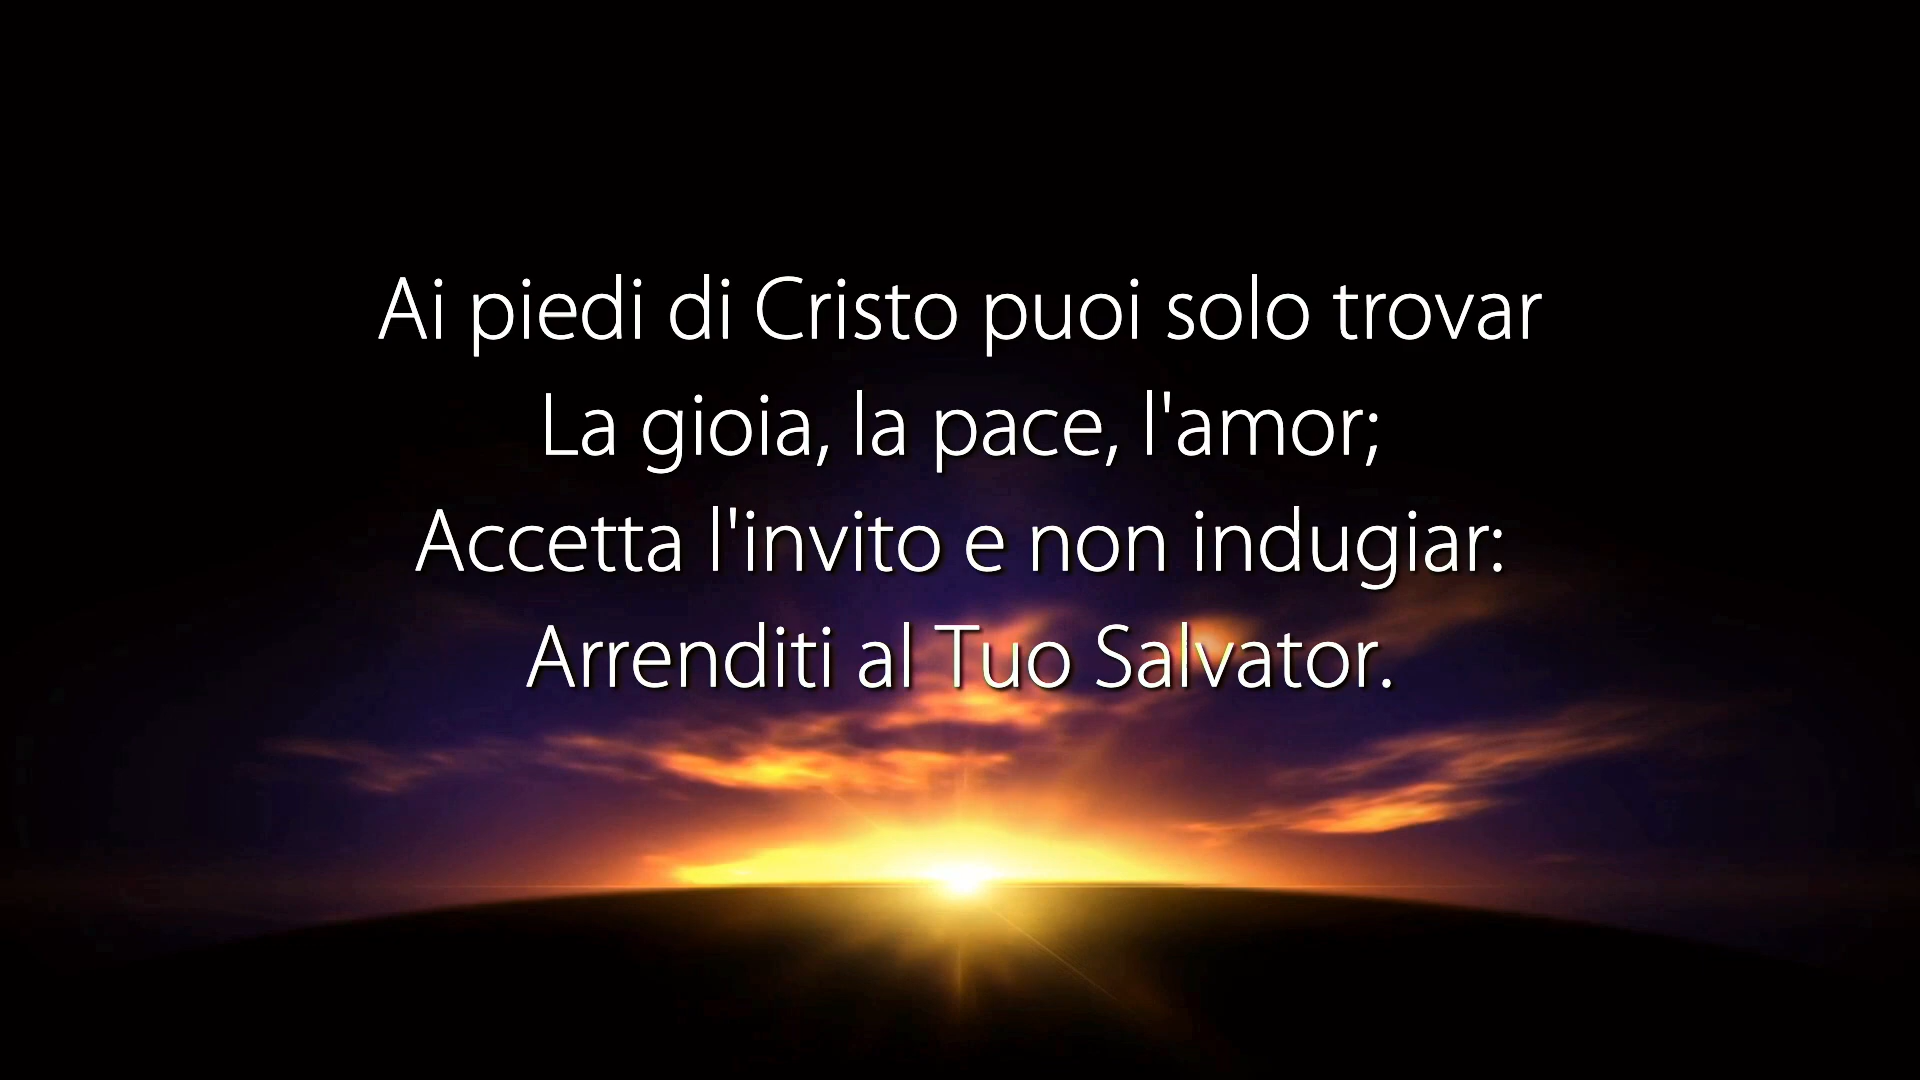 Ai piedi di Cristo puoi solo trovar
La gioia, la pace, l'amor;
Accetta l'invito e non indugiar:
Arrenditi al Tuo Salvator.